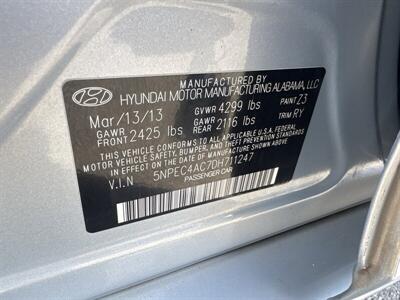 MANUFACTURED BY
HYUNDAI MOTOR MANUFACTURING ALABAMA, LLC
Mar/13/13 GVWR 4299 lbs PAINT Z3
GAWR FRONT 2425 lbs GAWR REAR 2116 lbs TRIM RY
THIS VEHICLE CONFORMS TO ALL APPLICABLE U.S.A. FEDERAL
MOTOR VEHICLE SAFETY, BUMPER, AND THEFT PREVENTION STANDARDS
IN EFFECT ON THE DATE OF MANUFACTURE SHOWN ABOVE.
V.I.N 5NPEC4AC7DH711247
PASSENGER CAR